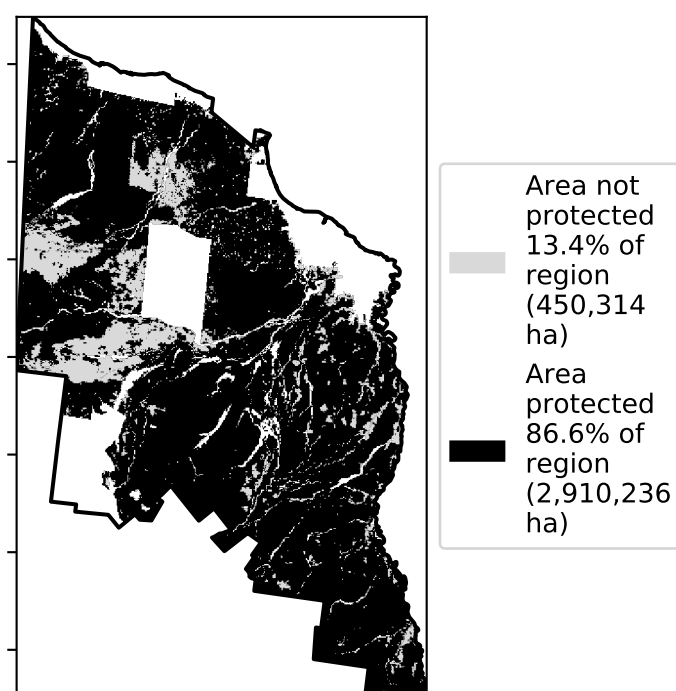 Area not
protected
13.4% of
region
(450,314
ha)
Area
protected
86.6% of
region
(2,910,236
ha)